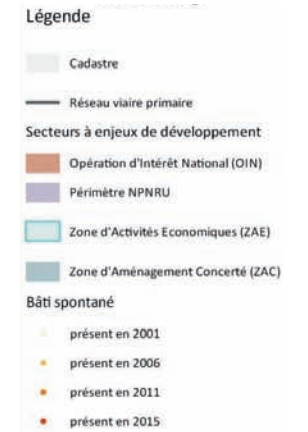 Légende
Cadastre
Réseau viaire primaire
Secteurs à enjeux de développement
Opération d'Intérêt National (OIN)
Périmètre NPNRU
Zone d'Activités Economiques (ZAE)
Zone d'Aménagement Concerté (ZAC)
Bâti spontané
présent en 2001
présent en 2006
présent en 2011
présent en 2015